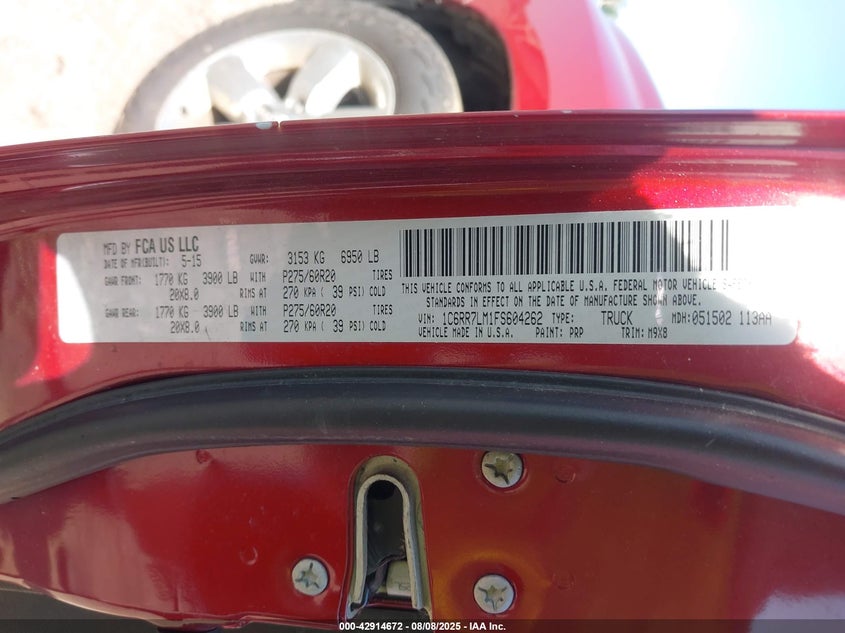 MFD BY FCA US LLC
DATE OF MFR(BUILT): 5-15 GVWR: 3153 KG 6950 LB
GAWR FRONT: 1770 KG 3900 LB WITH P275/60R20 TIRES
20X8.0 RIMS AT 270 KPA ( 39 PSI) COLD
GAWR REAR: 1770 KG 3900 LB WITH P275/60R20 TIRES
20X8.0 RIMS AT 270 KPA ( 39 PSI) COLD
THIS VEHICLE CONFORMS TO ALL APPLICABLE U.S.A. FEDERAL MOTOR VEHICLE
STANDARDS IN EFFECT ON THE DATE OF MANUFACTURE SHOWN ABOVE.
VIN: 1C6RR7LM1FS604262 TYPE: TRUCK MDH: 051502 113AA
VEHICLE MADE IN U.S.A. PAINT: PRP TRIM: M9X8
000-42914672 - 08/08/2025 - IAA Inc.